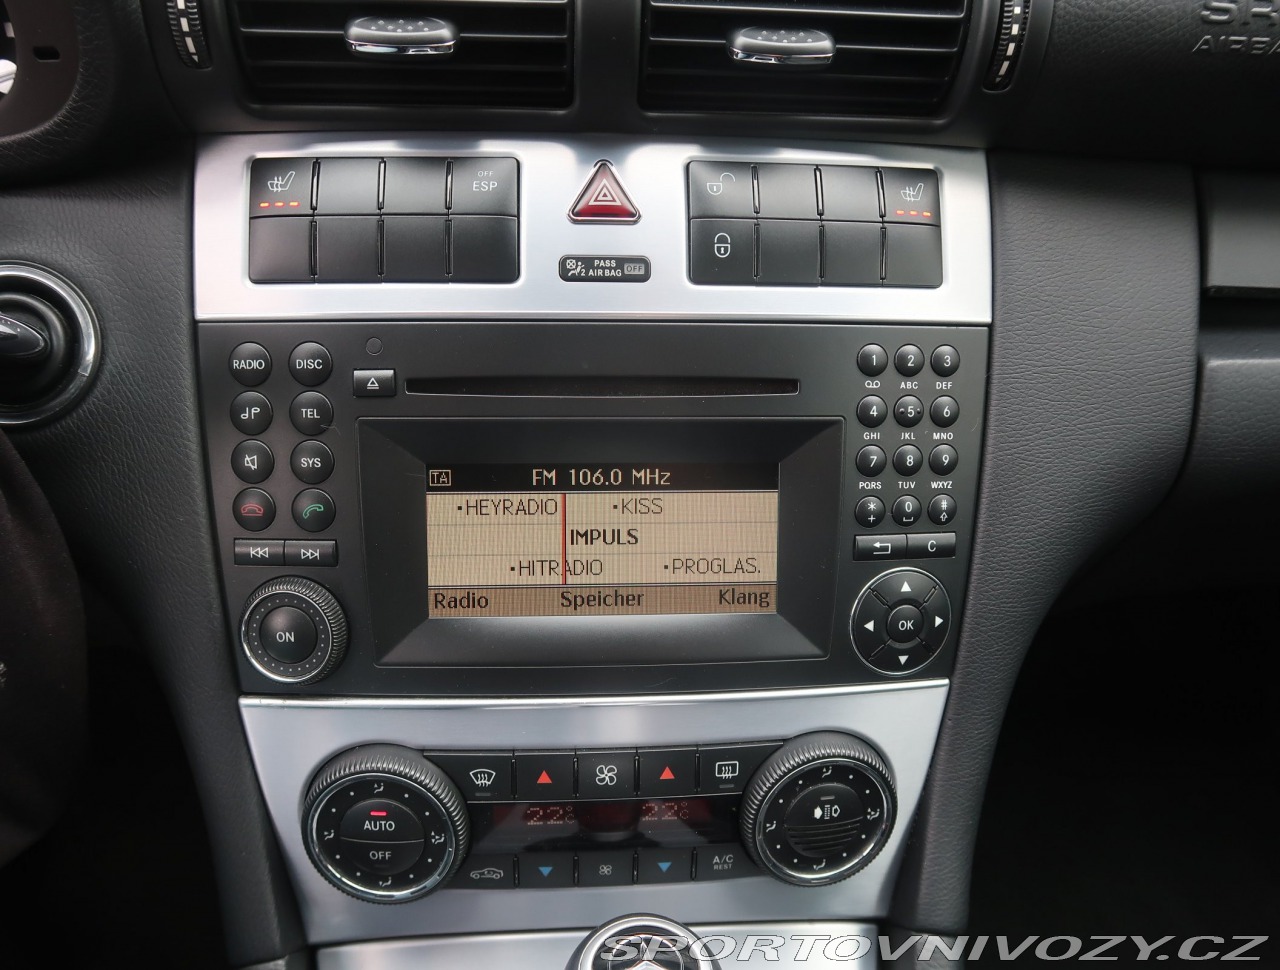 AIRBA
OFF
ESP
PASS
2 AIRBAG OFF
RADIO DISC
TEL
SYS
1 2 3
ABC DEF
4 5 6
GHI JKL MNO
7 8 9
PQRS TUV WXYZ
* 0 #
+
C
OK
ON
TA FM 106.0 MHz
•HEYRADIO •KISS
IMPULS
•HITRADIO •PROGLAS.
Radio Speicher Klang
22°C 22°C
AUTO
OFF
A/C
REST
SPORTOVNIVOZY.CZ